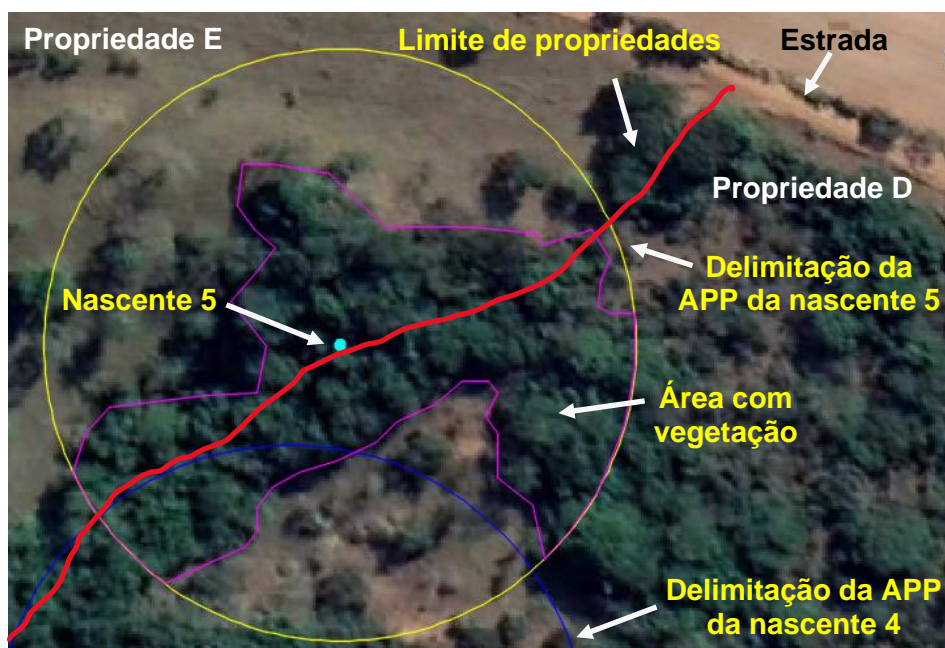 Propriedade E
Limite de propriedades
Estrada
Propriedade D
Delimitação da
APP da nascente 5
Nascente 5
Área com
vegetação
Delimitação da APP
da nascente 4